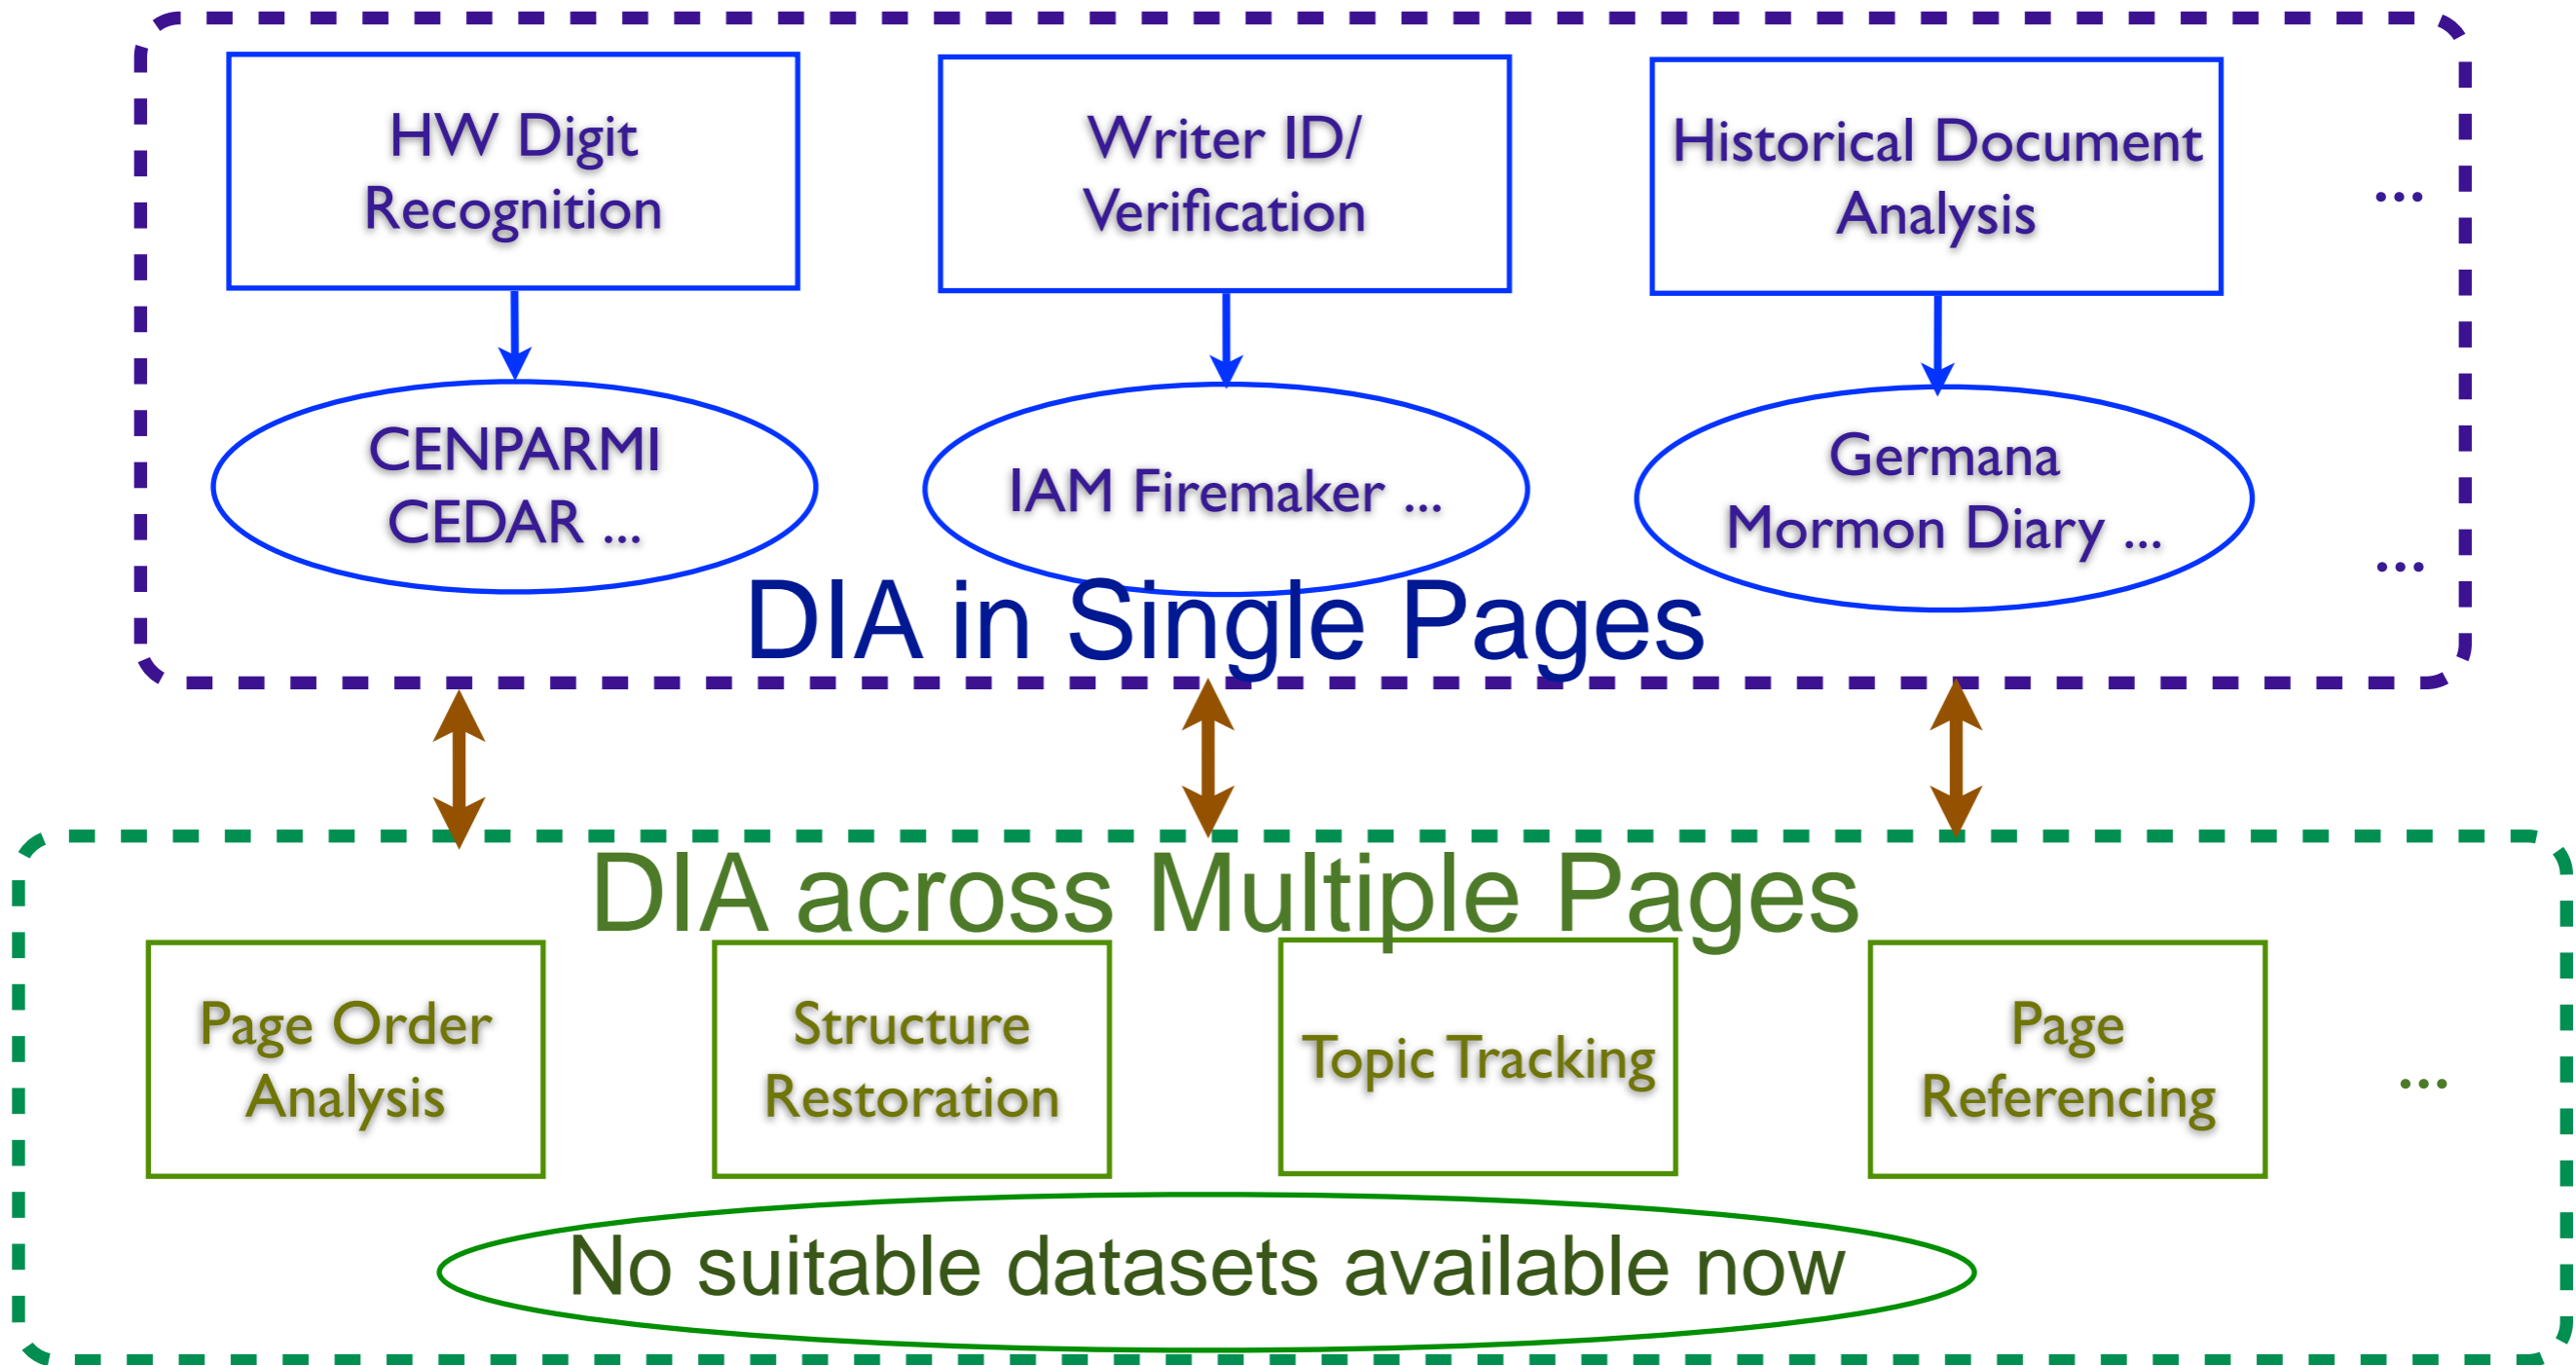 HW Digit
Recognition
Writer ID/
Verification
Historical Document
Analysis
...
CENPARMI
CEDAR ...
IAM Firemaker ...
Germana
Mormon Diary ...
...
DIA in Single Pages
DIA across Multiple Pages
Page Order
Analysis
Structure
Restoration
Topic Tracking
Page
Referencing
...
No suitable datasets available now